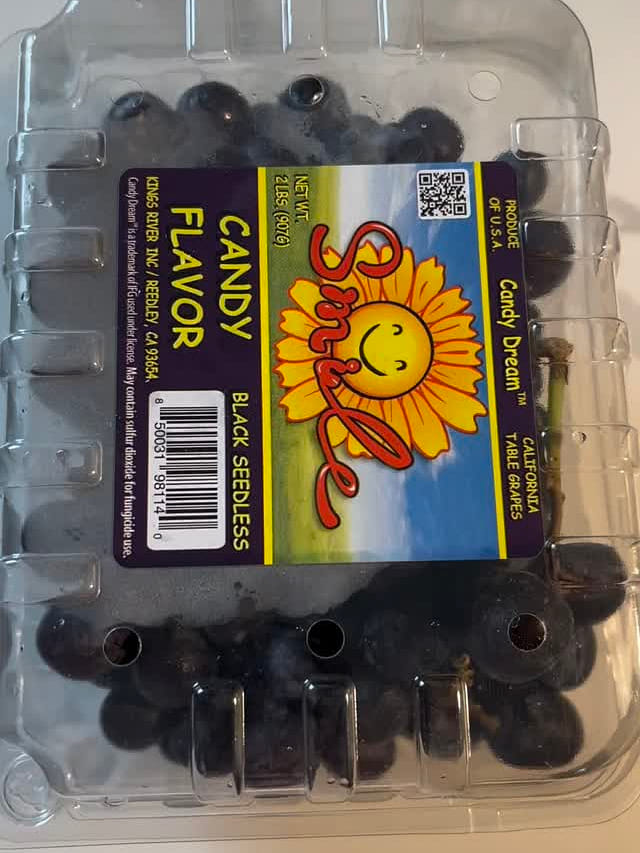 PRODUCE
OF U.S.A.
Candy Dream™
CALIFORNIA
TABLE GRAPES
Smile
NET WT.
2 LBS. (907G)
CANDY
FLAVOR
BLACK SEEDLESS
KINGS RIVER INC / REEDLEY, CA 93654.
Candy Dream™ is a trademark of IFG used under license. May contain sulfur dioxide for fungicide use.
8 50031 98114 0